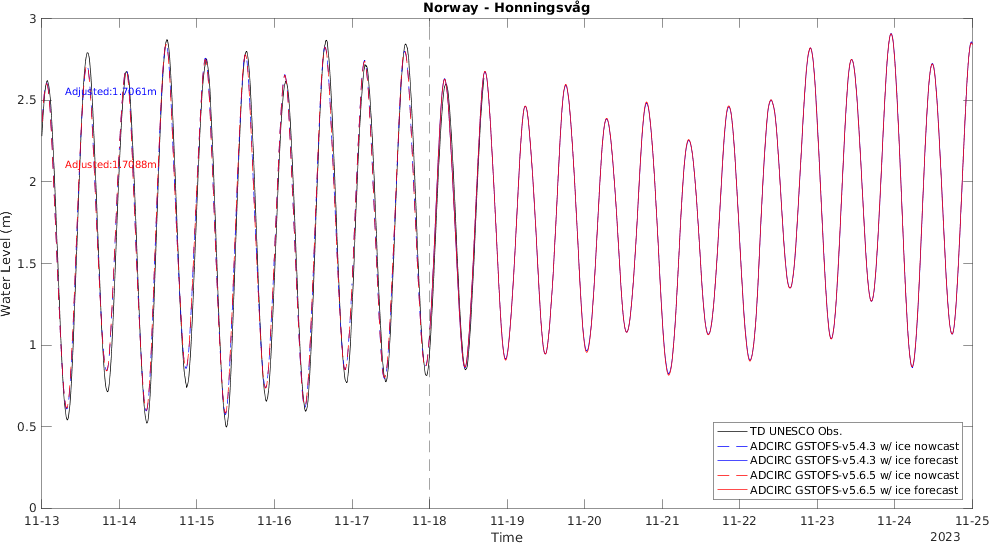 Norway - Honningsvåg
3
2.5
2
1.5
1
0.5
0
Water Level (m)
Adjusted:1.7061m
Adjusted:1.7088m
TD UNESCO Obs.
ADCIRC GSTOFS-v5.4.3 w/ ice nowcast
ADCIRC GSTOFS-v5.4.3 w/ ice forecast
ADCIRC GSTOFS-v5.6.5 w/ ice nowcast
ADCIRC GSTOFS-v5.6.5 w/ ice forecast
11-13 11-14 11-15 11-16 11-16 11-17 11-18 11-19 11-20 11-21 11-22 11-23 11-24 11-25
Time
2023